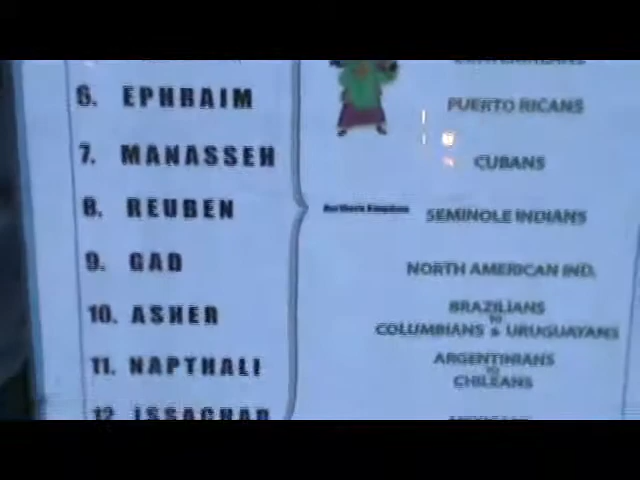 6. EPHRAIM PUERTO RICANS
7. MANASSEH CUBANS
8. REUBEN Northern Kingdom SEMINOLE INDIANS
9. GAD NORTH AMERICAN IND.
10. ASHER BRAZILIANS
TO
COLUMBIANS & URUGUAYANS
11. NAPTHALI ARGENTINIANS
TO
CHILEANS
12. ISSACHAR